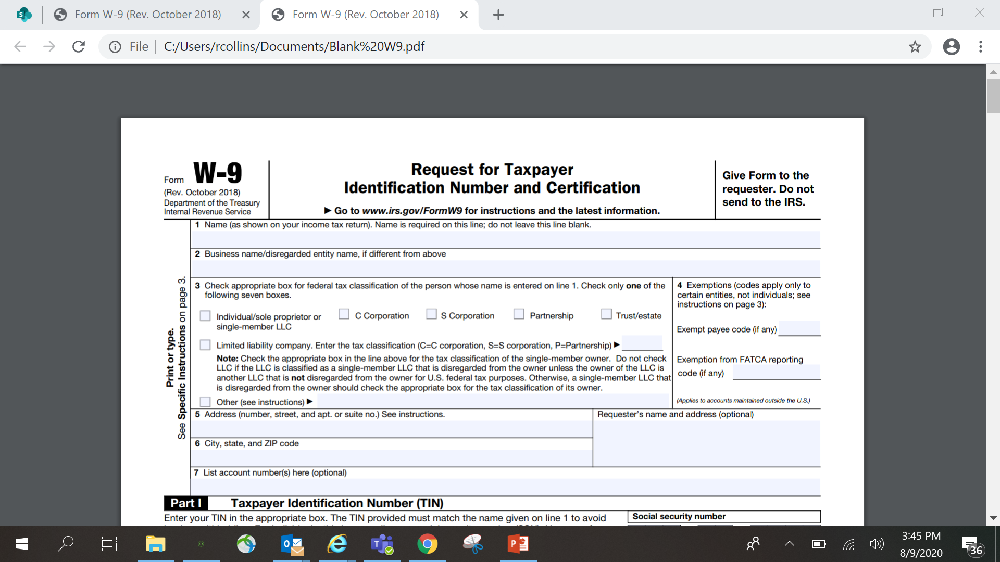 Form W-9 (Rev. October 2018)
Form W-9 (Rev. October 2018)
File
C:/Users/rcollins/Documents/Blank%20W9.pdf
Form W-9
(Rev. October 2018)
Department of the Treasury
Internal Revenue Service
Request for Taxpayer
Identification Number and Certification
▶ Go to www.irs.gov/FormW9 for instructions and the latest information.
Give Form to the
requester. Do not
send to the IRS.
Print or type.
See Specific Instructions on page 3.
1 Name (as shown on your income tax return). Name is required on this line; do not leave this line blank.
2 Business name/disregarded entity name, if different from above
3 Check appropriate box for federal tax classification of the person whose name is entered on line 1. Check only one of the
following seven boxes.
Individual/sole proprietor or
single-member LLC
C Corporation
S Corporation
Partnership
Trust/estate
Limited liability company. Enter the tax classification (C=C corporation, S=S corporation, P=Partnership) ▶
Note: Check the appropriate box in the line above for the tax classification of the single-member owner. Do not check
LLC if the LLC is classified as a single-member LLC that is disregarded from the owner unless the owner of the LLC is
another LLC that is not disregarded from the owner for U.S. federal tax purposes. Otherwise, a single-member LLC that
is disregarded from the owner should check the appropriate box for the tax classification of its owner.
Other (see instructions) ▶
4 Exemptions (codes apply only to
certain entities, not individuals; see
instructions on page 3):
Exempt payee code (if any)
Exemption from FATCA reporting
code (if any)
(Applies to accounts maintained outside the U.S.)
5 Address (number, street, and apt. or suite no.) See instructions.
Requester's name and address (optional)
6 City, state, and ZIP code
7 List account number(s) here (optional)
Part I Taxpayer Identification Number (TIN)
Enter your TIN in the appropriate box. The TIN provided must match the name given on line 1 to avoid
Social security number
3:45 PM
8/9/2020
36